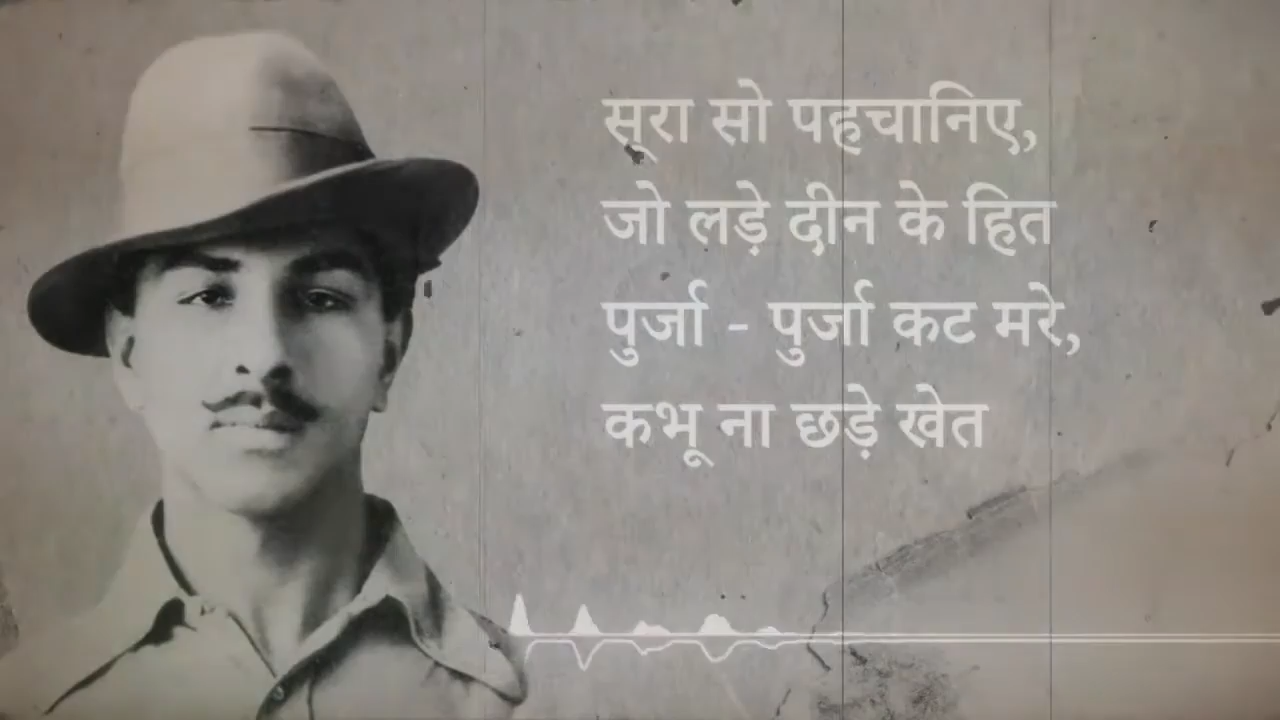 सूरा सो पहचानिए,
जो लड़े दीन के हित
पुर्जा - पुर्जा कट मरे,
कभू ना छड़े खेत